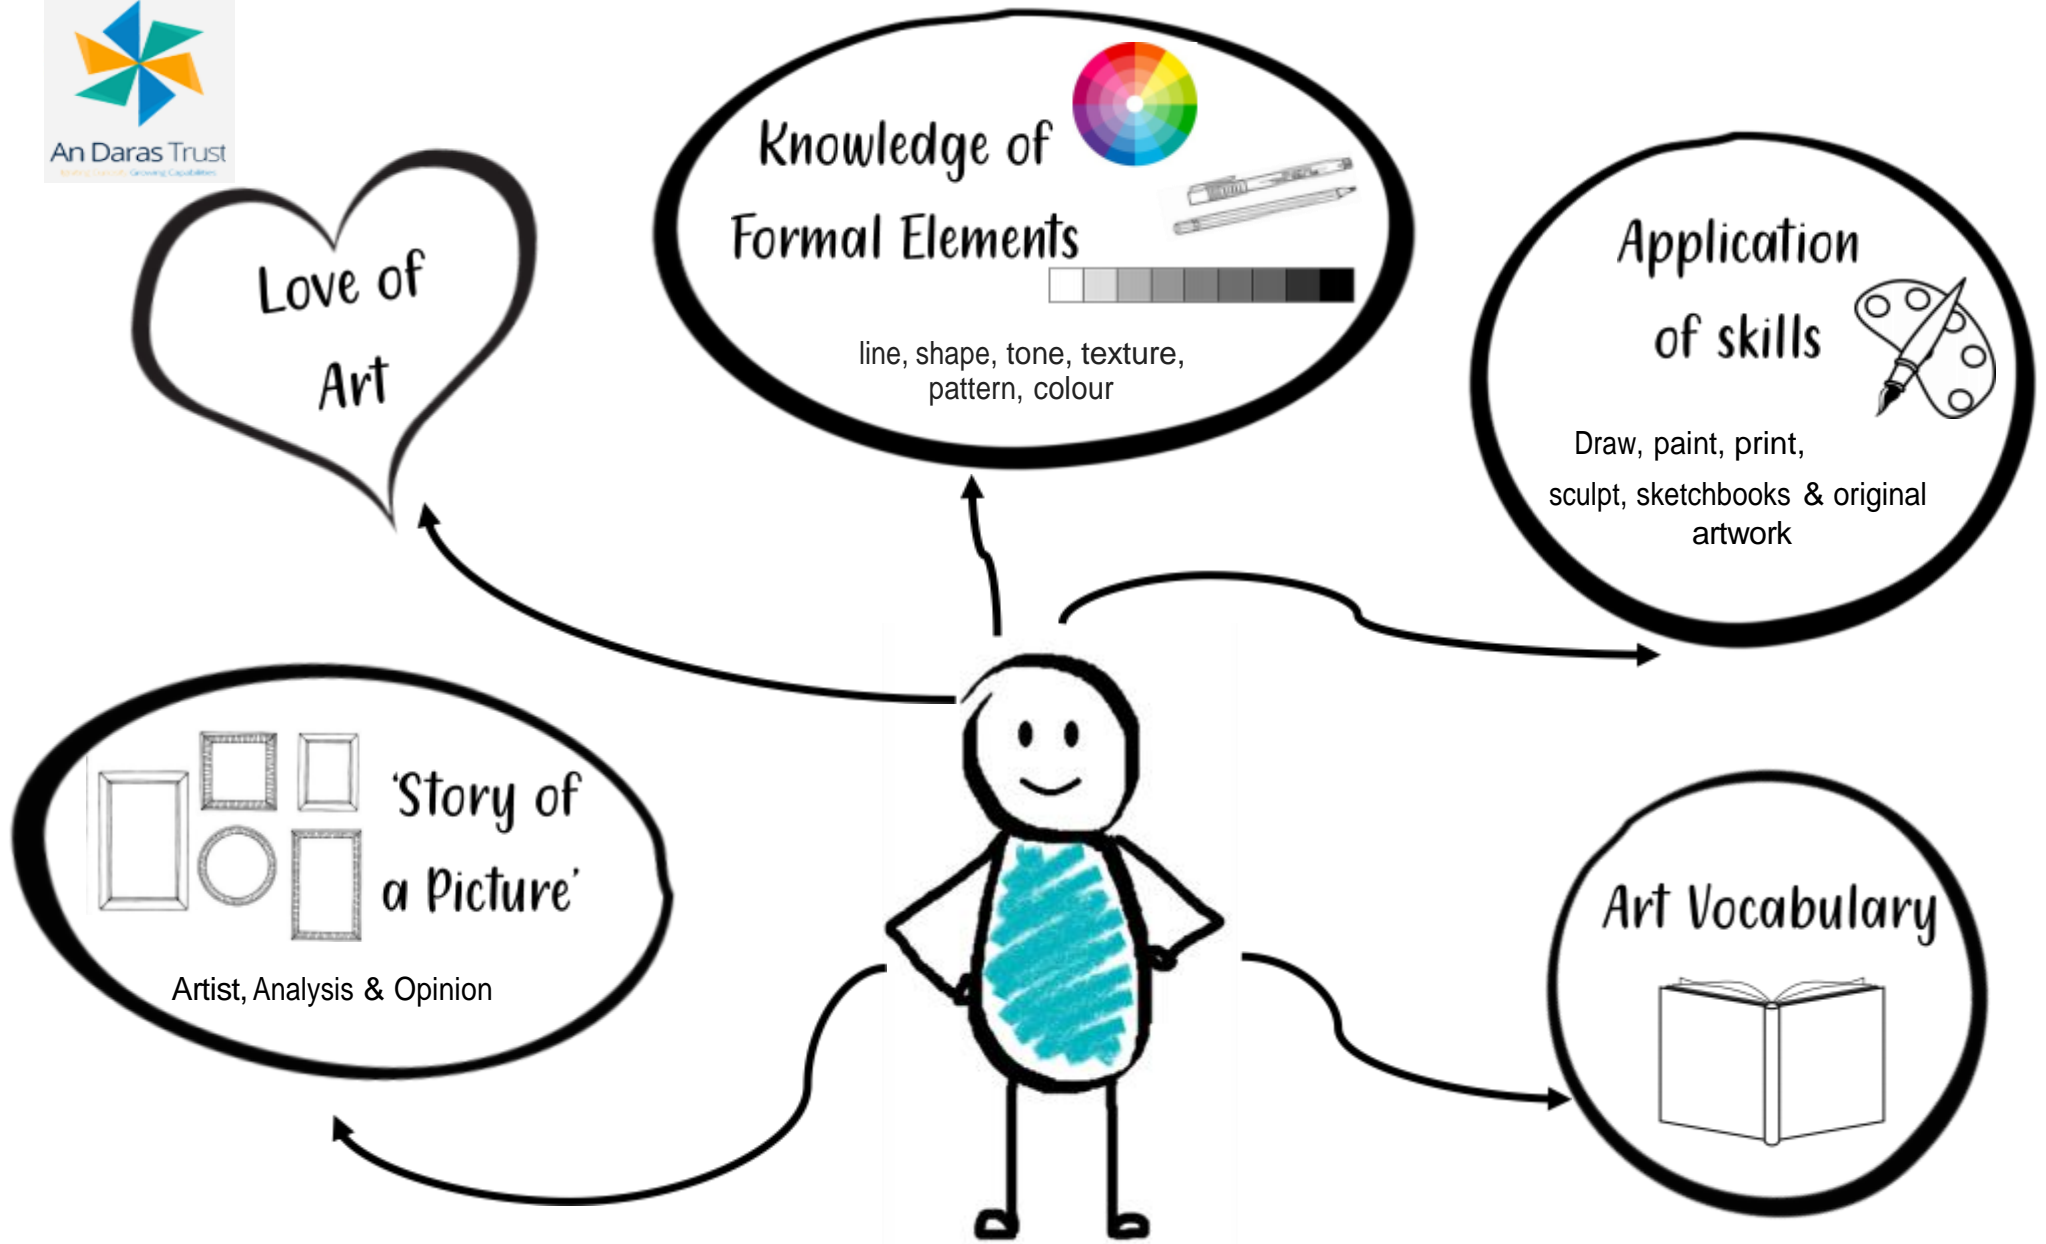 An Daras Trust
Love of
Art
Knowledge of
Formal Elements
line, shape, tone, texture,
pattern, colour
Application
of skills
Draw, paint, print,
sculpt, sketchbooks & original
artwork
'Story of
a Picture'
Artist, Analysis & Opinion
Art Vocabulary